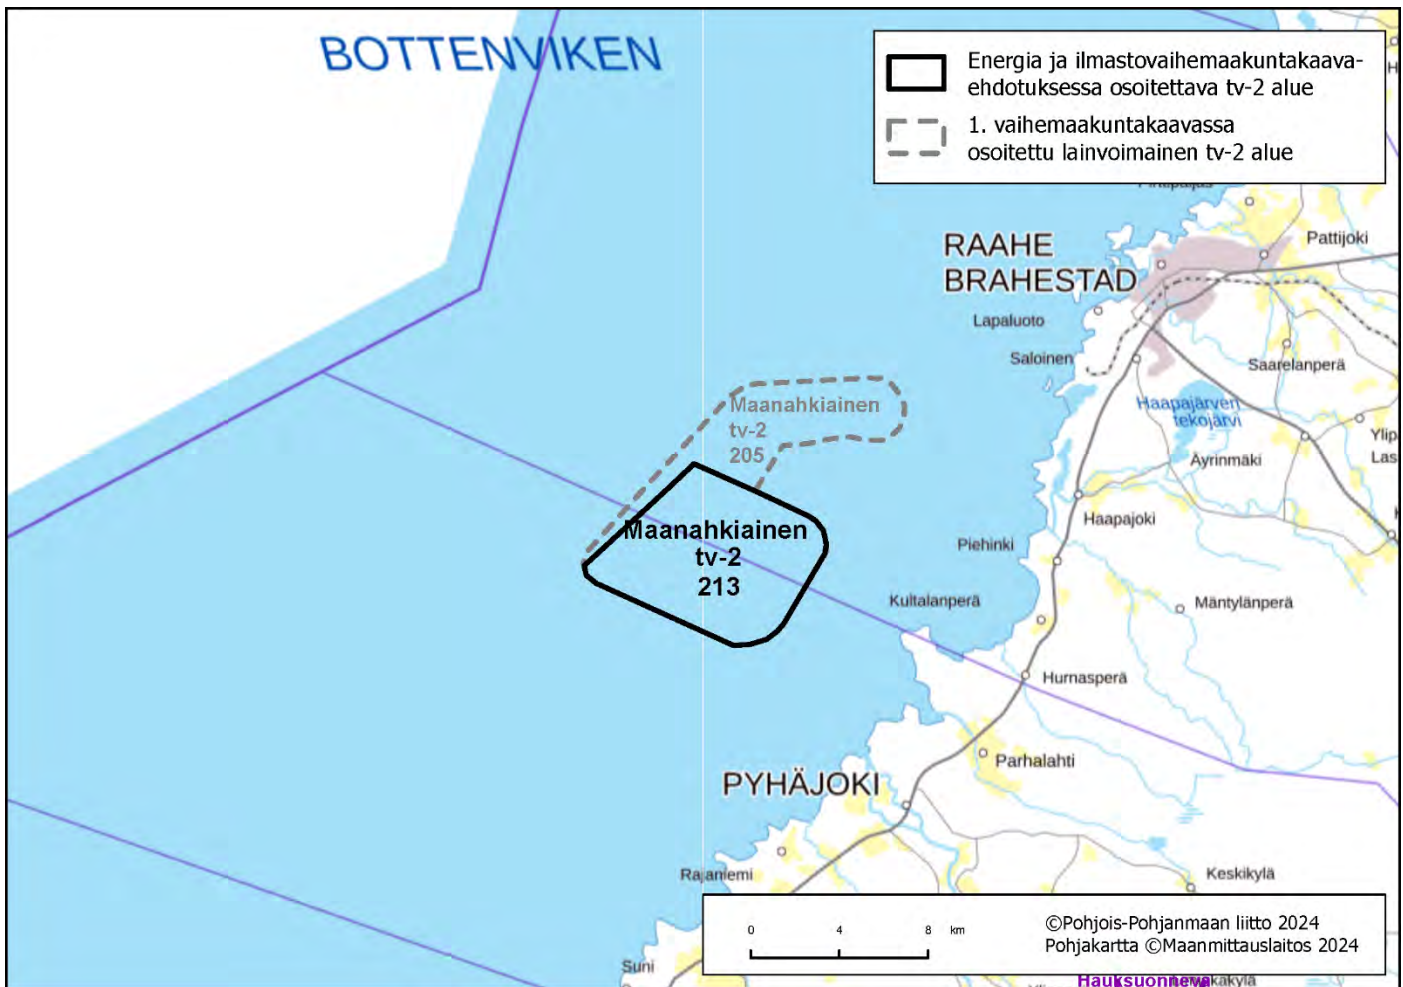 BOTTENVIKEN
Energia ja ilmastovaihemaakuntakaava-
ehdotuksessa osoitettava tv-2 alue
1. vaihemaakuntakaavassa
osoitettu lainvoimainen tv-2 alue
Pattijoki
RAAHE
BRAHESTAD
Lapaluoto
Saloinen
Saarelanperä
Haapajärven
tekojärvi
Maanahkiainen
tv-2
205
Ylip
Las
Äyrinmäki
Haapajoki
Maanahkiainen
tv-2
213
Piehinki
Kultalanperä
Mäntylänperä
Hurnasperä
Parhalahti
PYHÄJOKI
Rajaniemi
Keskikylä
0 4 8 km
©Pohjois-Pohjanmaan liitto 2024
Pohjakartta ©Maanmittauslaitos 2024
Suni
Hauksuonneva